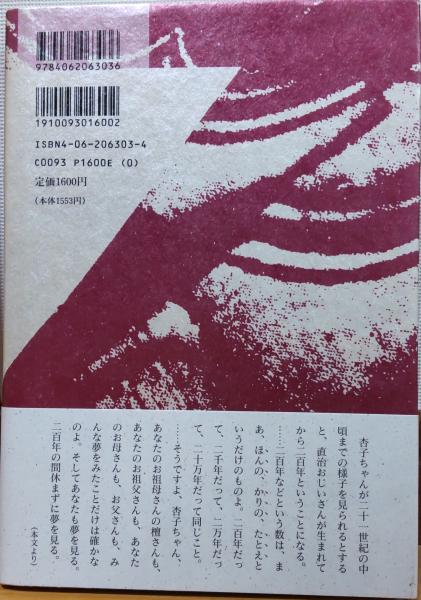 9784062063036
1910093016002
ISBN4-06-206303-4
C0093 P1600E (0)
定価1600円
(本体1553円)
杏子ちゃんが二十一世紀の中
頃までの様子を見られるとする
と、直治おじいさんが生まれて
から二百年ということになる。
……二百年などという数は、ま
あ、ほんの、かりの、たとえと
いうだけのものよ。二百年だっ
て、二千年だって、二万年だっ
て、二十万年だって同じこと。
……そうですよ、杏子ちゃん、
あなたのお祖母さんの檀さんも、
あなたのお祖父さんも、あなた
のお母さんも、お父さんも、み
んな夢をみたことだけは確かな
のよ。そしてあなたも夢を見る。
二百年の間休まずに夢を見る。
(本文より)